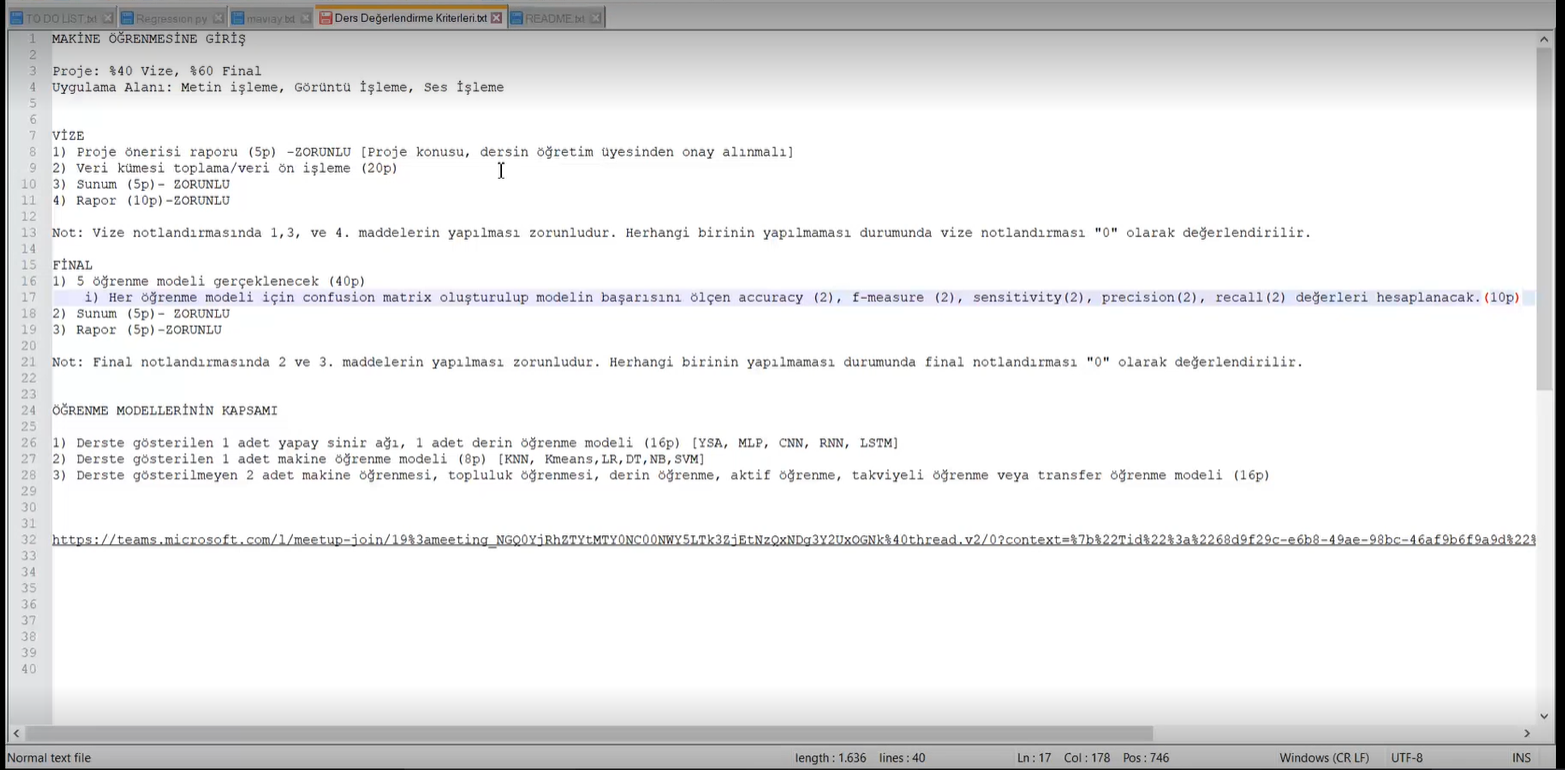 TO DO LIST.txt Regression.py maviay.txt Ders Değerlendirme Kriterleri.txt README.txt
1 MAKİNE ÖĞRENMESİNE GİRİŞ
2
3 Proje: %40 Vize, %60 Final
4 Uygulama Alanı: Metin işleme, Görüntü İşleme, Ses İşleme
5
6
7 VİZE
8 1) Proje önerisi raporu (5p) -ZORUNLU [Proje konusu, dersin öğretim üyesinden onay alınmalı]
9 2) Veri kümesi toplama/veri ön işleme (20p)
10 3) Sunum (5p)- ZORUNLU
11 4) Rapor (10p)-ZORUNLU
12
13 Not: Vize notlandırmasında 1,3, ve 4. maddelerin yapılması zorunludur. Herhangi birinin yapılmaması durumunda vize notlandırması "0" olarak değerlendirilir.
14
15 FİNAL
16 1) 5 öğrenme modeli gerçeklenecek (40p)
17 i) Her öğrenme modeli için confusion matrix oluşturulup modelin başarısını ölçen accuracy (2), f-measure (2), sensitivity(2), precision(2), recall(2) değerleri hesaplanacak.(10p)
18 2) Sunum (5p)- ZORUNLU
19 3) Rapor (5p)-ZORUNLU
20
21 Not: Final notlandırmasında 2 ve 3. maddelerin yapılması zorunludur. Herhangi birinin yapılmaması durumunda final notlandırması "0" olarak değerlendirilir.
22
23
24 ÖĞRENME MODELLERİNİN KAPSAMI
25
26 1) Derste gösterilen 1 adet yapay sinir ağı, 1 adet derin öğrenme modeli (16p) [YSA, MLP, CNN, RNN, LSTM]
27 2) Derste gösterilen 1 adet makine öğrenme modeli (8p) [KNN, Kmeans,LR,DT,NB,SVM]
28 3) Derste gösterilmeyen 2 adet makine öğrenmesi, topluluk öğrenmesi, derin öğrenme, aktif öğrenme, takviyeli öğrenme veya transfer öğrenme modeli (16p)
29
30
31
32 https://teams.microsoft.com/l/meetup-join/19%3ameeting_NGQ0YjRhZTYtMTY0NC00NWY5LTk3ZjEtNzQxNDg3Y2UxOGNk%40thread.v2/0?context=%7b%22Tid%22%3a%2268d9f29c-e6b8-49ae-98bc-46af9b6f9a9d%22%
33
34
35
36
37
38
39
40
Normal text file length : 1.636 lines : 40 Ln : 17 Col : 178 Pos : 746 Windows (CR LF) UTF-8 INS